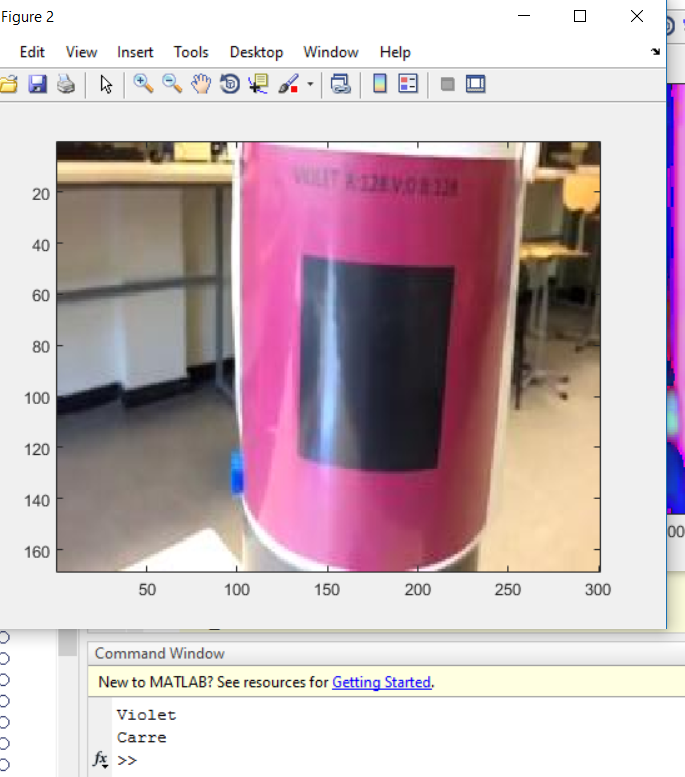 Figure 2
Edit View Insert Tools Desktop Window Help
VIOLET R:128 V:0 B:128
20
40
60
80
100
120
140
160
50 100 150 200 250 300
00
Command Window
New to MATLAB? See resources for Getting Started.
Violet
Carre
fx >>